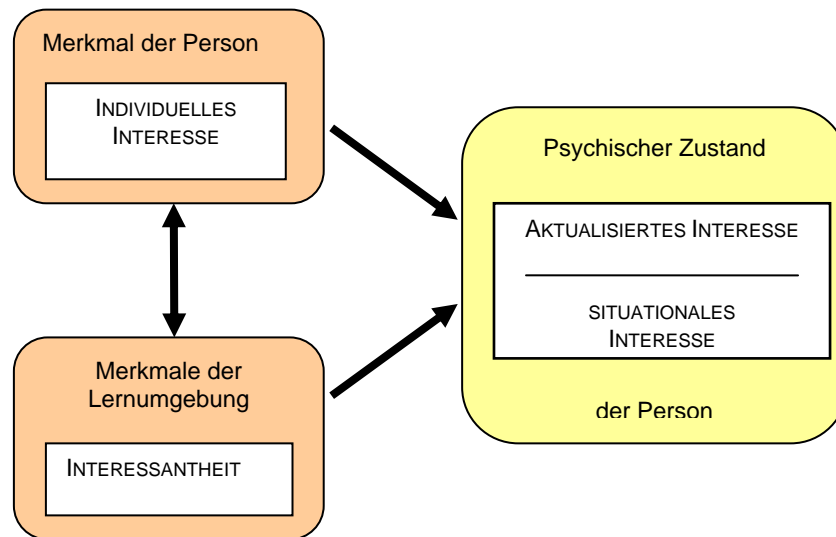 Merkmal der Person
INDIVIDUELLES
INTERESSE
Psychischer Zustand
AKTUALISIERTES INTERESSE
SITUATIONALES
INTERESSE
der Person
Merkmale der
Lernumgebung
INTERESSANTHEIT